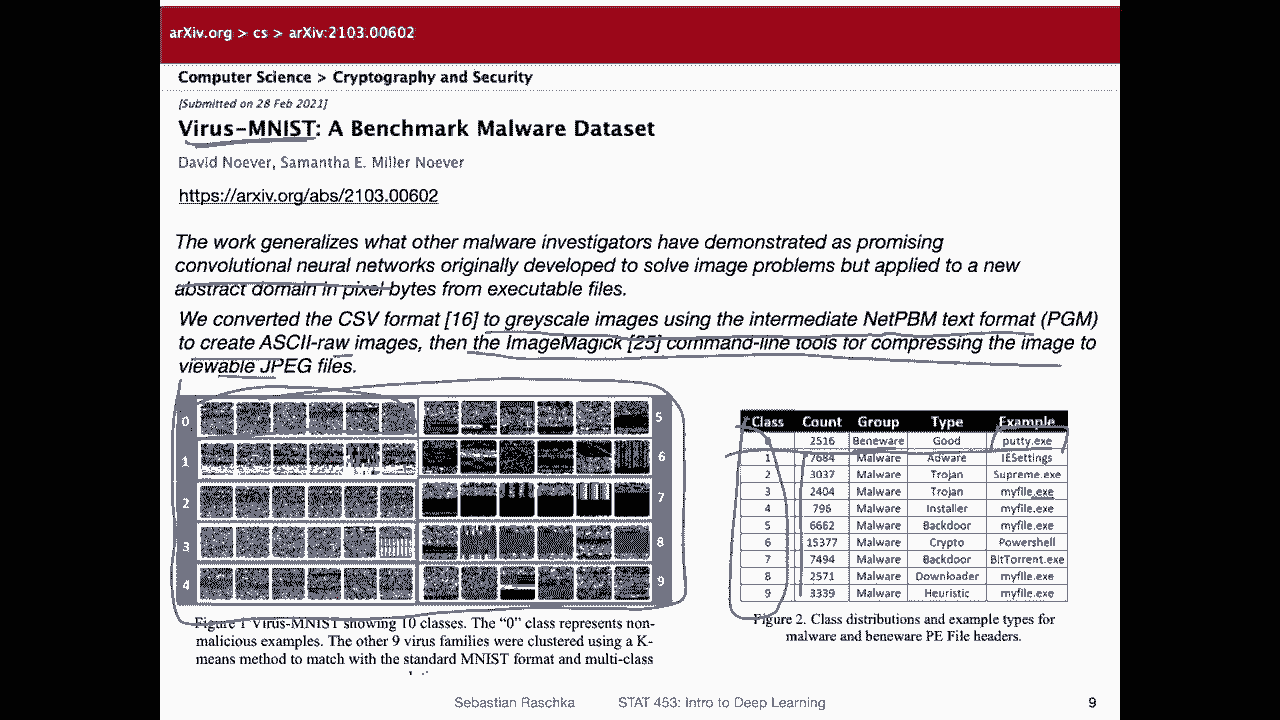 arXiv.org > cs > arXiv:2103.00602
Computer Science > Cryptography and Security
[Submitted on 28 Feb 2021]
Virus-MNIST: A Benchmark Malware Dataset
David Noever, Samantha E. Miller Noever
https://arxiv.org/abs/2103.00602
The work generalizes what other malware investigators have demonstrated as promising
convolutional neural networks originally developed to solve image problems but applied to a new
abstract domain in pixel bytes from executable files.
We converted the CSV format [16] to greyscale images using the intermediate NetPBM text format (PGM)
to create ASCII-raw images, then the ImageMagick [25] command-line tools for compressing the image to
viewable JPEG files.
0 5
1 6
2 7
3 8
4 9
Figure 1 Virus-MNIST showing 10 classes. The “0” class represents non-
malicious examples. The other 9 virus families were clustered using a K-
means method to match with the standard MNIST format and multi-class
Class Count Group Type Example
2516 Beneware Good putty.exe
1 7684 Malware Adware IESettings
2 3037 Malware Trojan Supreme.exe
3 2404 Malware Trojan myfile.exe
4 796 Malware Installer myfile.exe
5 6662 Malware Backdoor myfile.exe
6 15377 Malware Crypto Powershell
7 7494 Malware Backdoor BitTorrent.exe
8 2571 Malware Downloader myfile.exe
9 3339 Malware Heuristic myfile.exe
Figure 2. Class distributions and example types for
malware and beneware PE File headers.
Sebastian Raschka STAT 453: Intro to Deep Learning 9